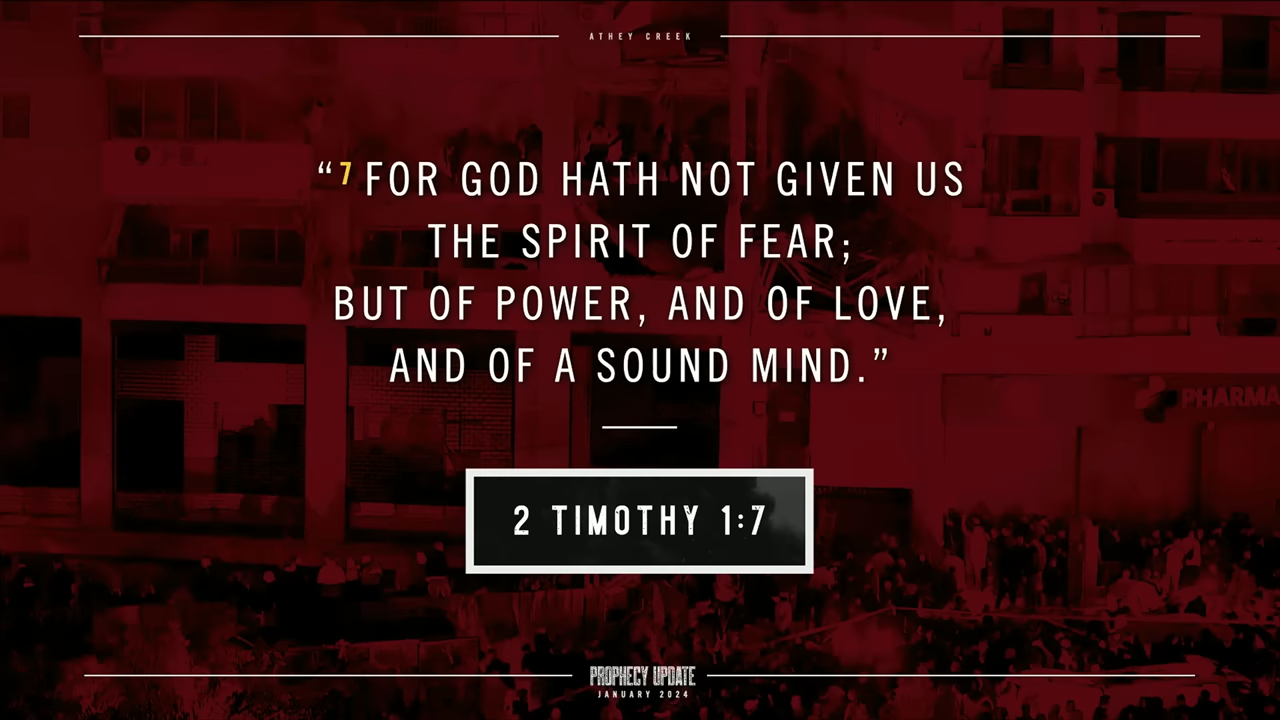 ATHEY CREEK
“7 FOR GOD HATH NOT GIVEN US
THE SPIRIT OF FEAR;
BUT OF POWER, AND OF LOVE,
AND OF A SOUND MIND.”
PHARMA
2 TIMOTHY 1:7
PROPHECY UPDATE
JANUARY 2024